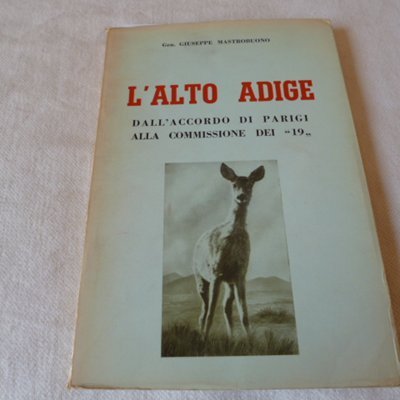 Gen. GIUSEPPE MASTROBUONO
L'ALTO ADIGE
DALL'ACCORDO DI PARIGI
ALLA COMMISSIONE DEI “19„